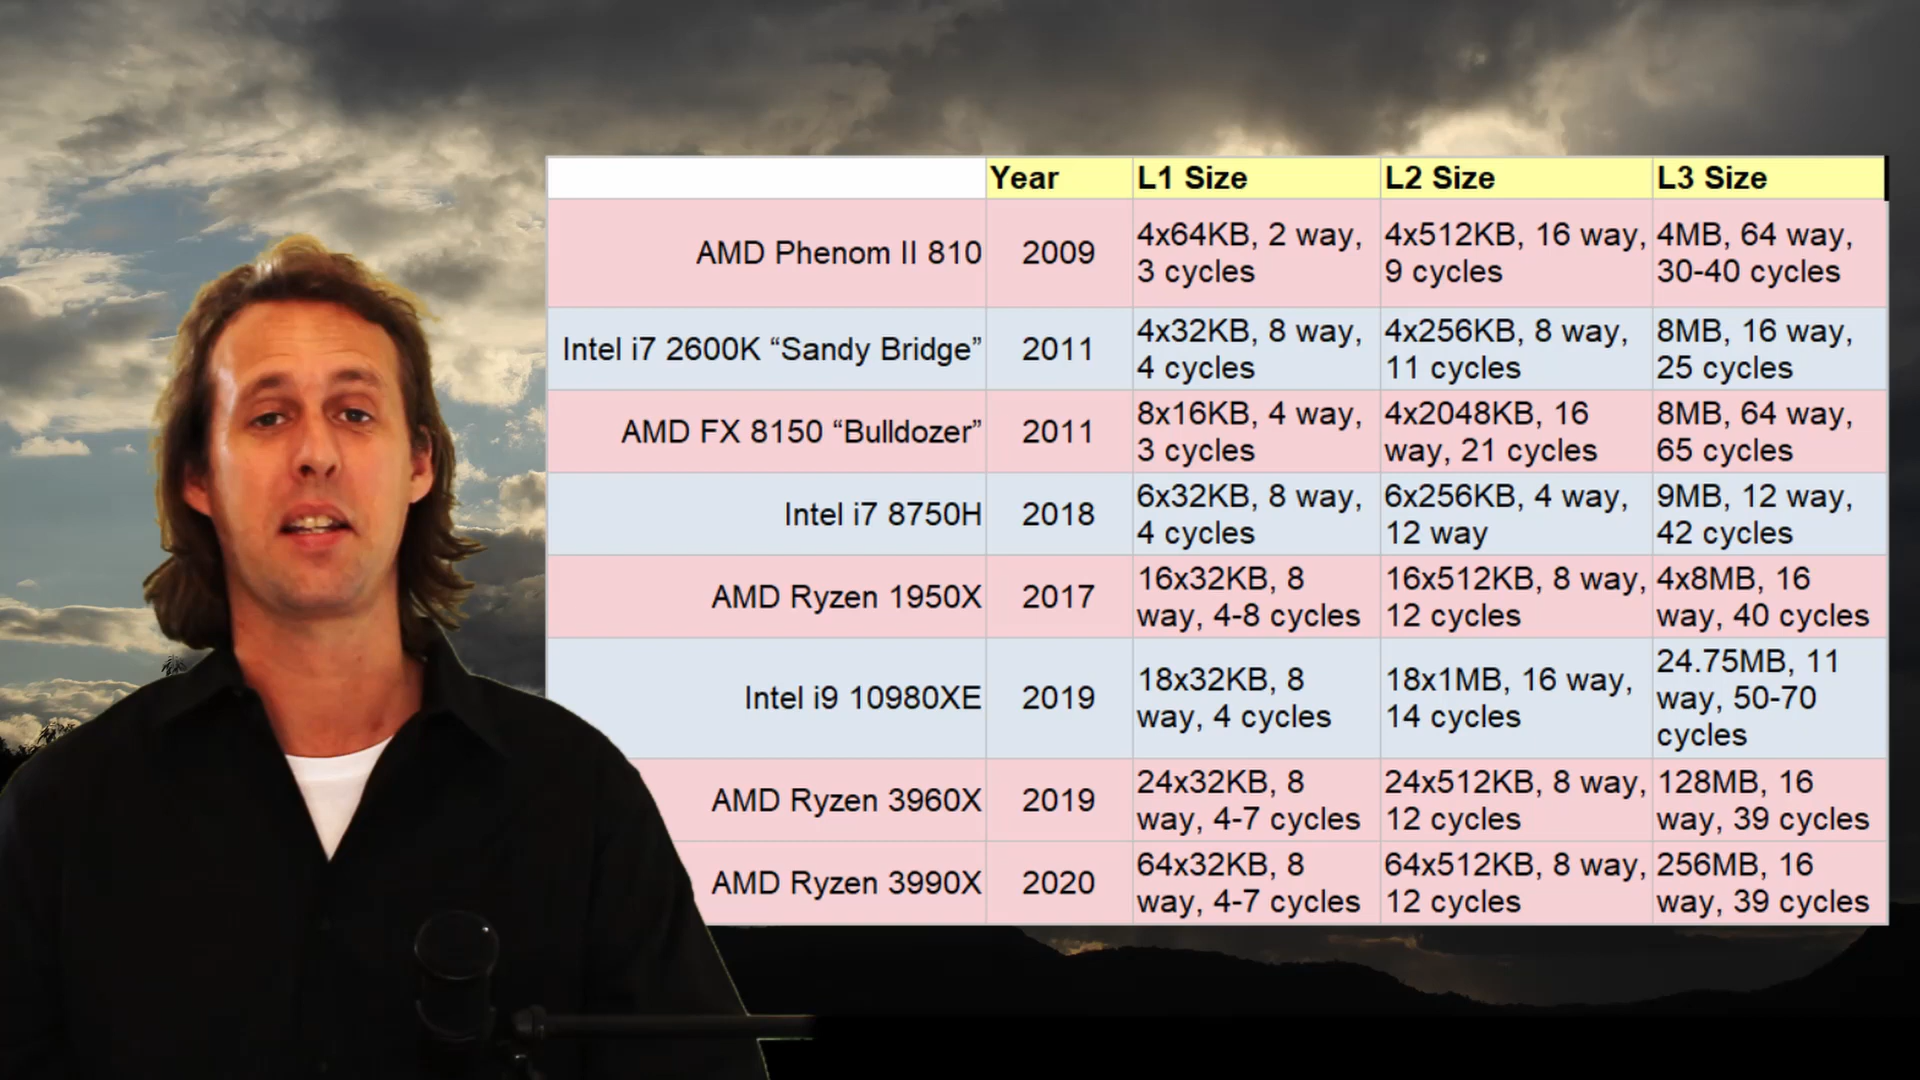 Year L1 Size L2 Size L3 Size
AMD Phenom II 810 2009 4x64KB, 2 way, 3 cycles 4x512KB, 16 way, 9 cycles 4MB, 64 way, 30-40 cycles
Intel i7 2600K “Sandy Bridge” 2011 4x32KB, 8 way, 4 cycles 4x256KB, 8 way, 11 cycles 8MB, 16 way, 25 cycles
AMD FX 8150 “Bulldozer” 2011 8x16KB, 4 way, 3 cycles 4x2048KB, 16 way, 21 cycles 8MB, 64 way, 65 cycles
Intel i7 8750H 2018 6x32KB, 8 way, 4 cycles 6x256KB, 4 way, 12 way 9MB, 12 way, 42 cycles
AMD Ryzen 1950X 2017 16x32KB, 8 way, 4-8 cycles 16x512KB, 8 way, 12 cycles 4x8MB, 16 way, 40 cycles
Intel i9 10980XE 2019 18x32KB, 8 way, 4 cycles 18x1MB, 16 way, 14 cycles 24.75MB, 11 way, 50-70 cycles
AMD Ryzen 3960X 2019 24x32KB, 8 way, 4-7 cycles 24x512KB, 8 way, 12 cycles 128MB, 16 way, 39 cycles
AMD Ryzen 3990X 2020 64x32KB, 8 way, 4-7 cycles 64x512KB, 8 way, 12 cycles 256MB, 16 way, 39 cycles